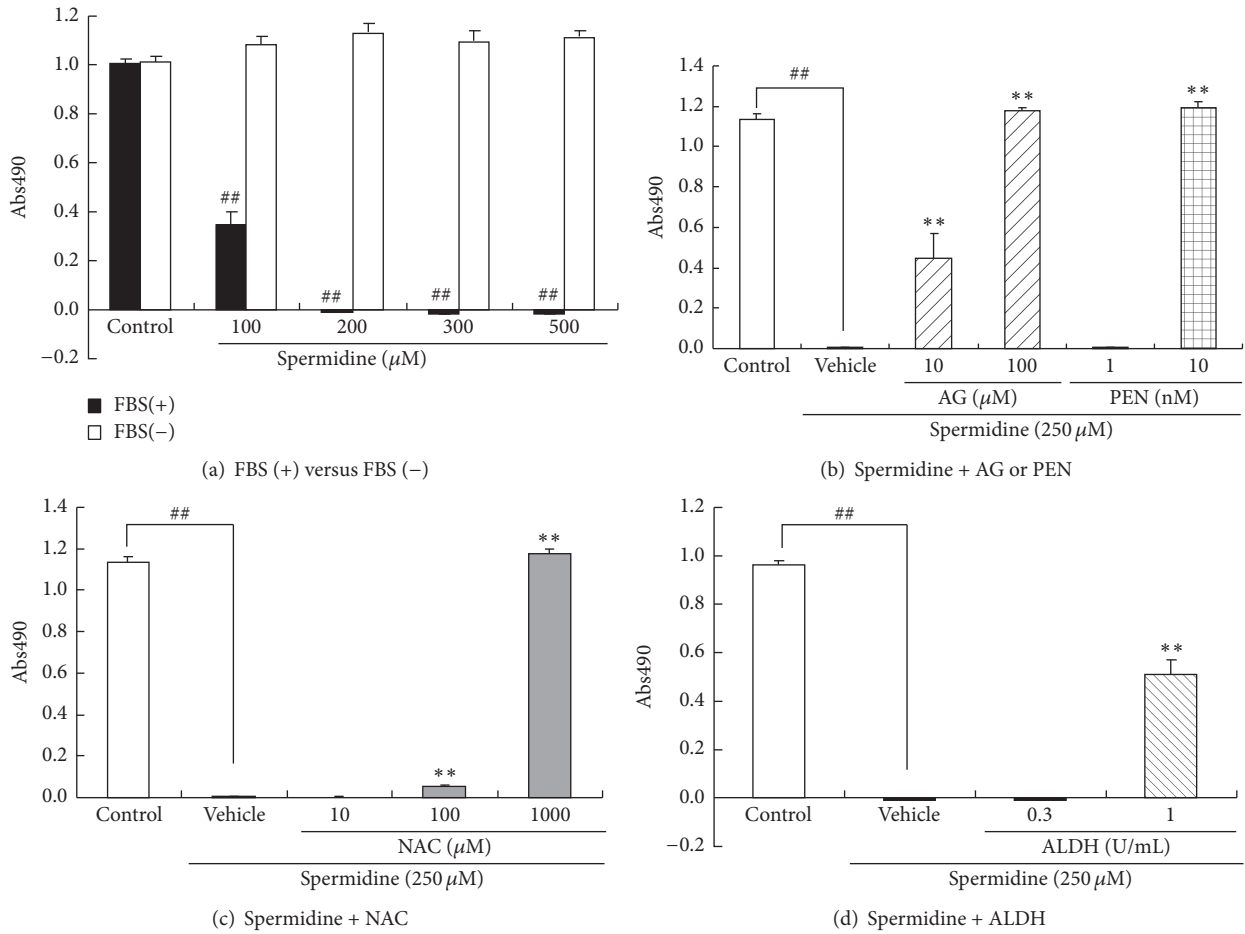 1.2
1.0
0.8
0.6
0.4
0.2
0.0
−0.2
Abs490
##
##
##
##
Control
100
200
300
500
Spermidine (μM)
FBS(+)
FBS(−)
(a) FBS (+) versus FBS (−)
1.4
1.2
1.0
0.8
0.6
0.4
0.2
0.0
Abs490
##
**
**
**
Control
Vehicle
10
100
1
10
AG (μM)
PEN (nM)
Spermidine (250 μM)
(b) Spermidine + AG or PEN
1.4
1.2
1.0
0.8
0.6
0.4
0.2
0.0
Abs490
##
**
**
Control
Vehicle
10
100
1000
NAC (μM)
Spermidine (250 μM)
(c) Spermidine + NAC
1.2
1.0
0.8
0.6
0.4
0.2
0.0
−0.2
Abs490
##
**
Control
Vehicle
0.3
1
ALDH (U/mL)
Spermidine (250 μM)
(d) Spermidine + ALDH